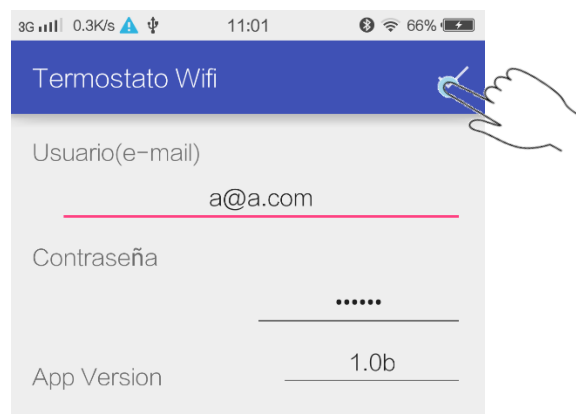 3G 0.3K/s 11:01 66%
Termostato Wifi
Usuario(e-mail)
a@a.com
Contraseña
••••••
App Version 1.0b